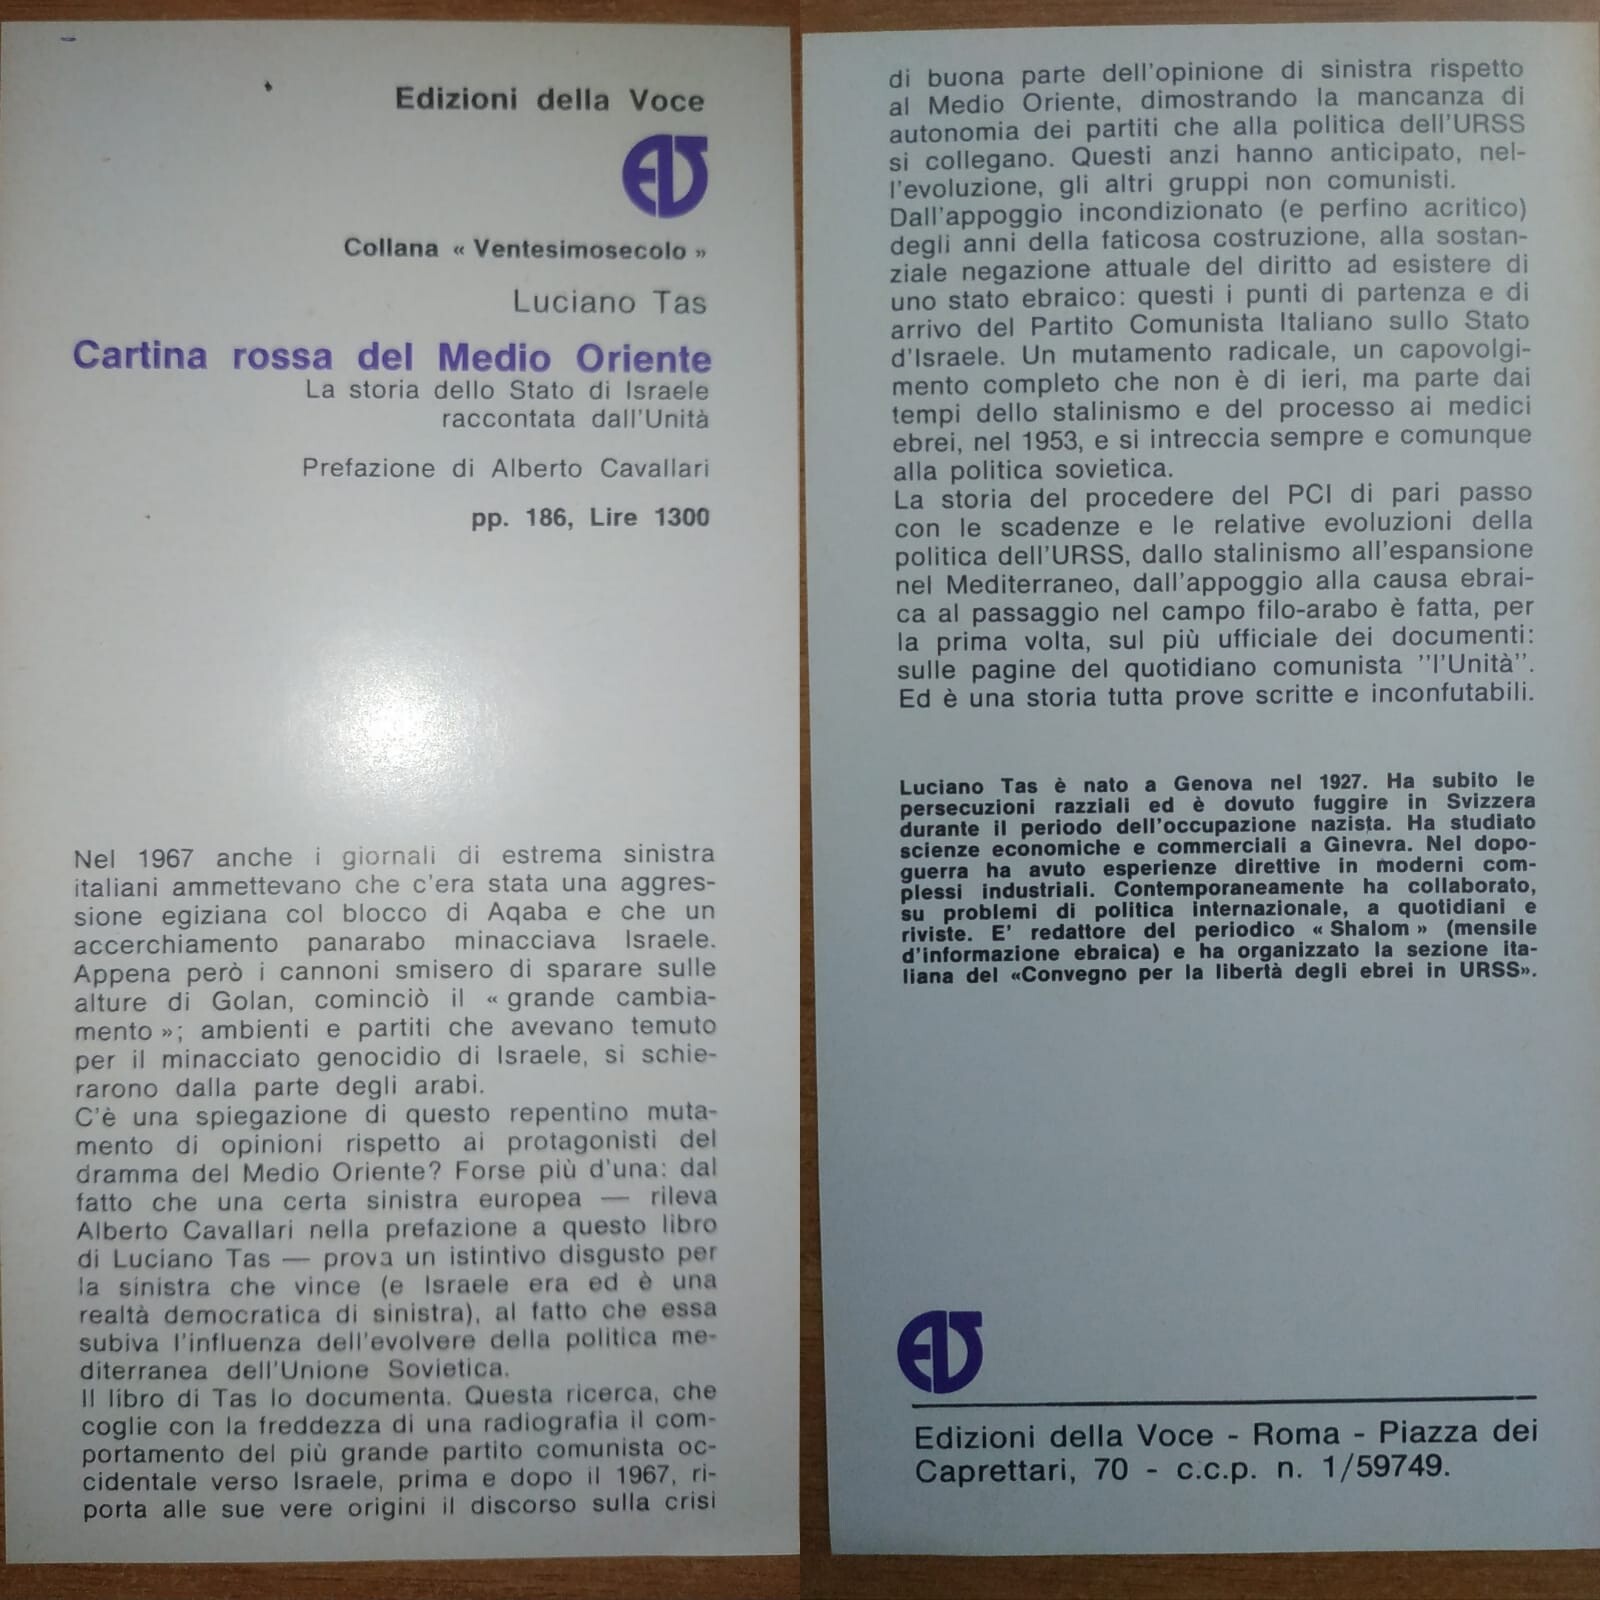 Edizioni della Voce
EV
Collana « Ventesimosecolo »
Luciano Tas
Cartina rossa del Medio Oriente
La storia dello Stato di Israele
raccontata dall'Unità
Prefazione di Alberto Cavallari
pp. 186, Lire 1300
Nel 1967 anche i giornali di estrema sinistra
italiani ammettevano che c'era stata una aggres-
sione egiziana col blocco di Aqaba e che un
accerchiamento panarabo minacciava Israele.
Appena però i cannoni smisero di sparare sulle
alture di Golan, cominciò il « grande cambia-
mento »; ambienti e partiti che avevano temuto
per il minacciato genocidio di Israele, si schie-
rarono dalla parte degli arabi.
C'è una spiegazione di questo repentino muta-
mento di opinioni rispetto ai protagonisti del
dramma del Medio Oriente? Forse più d'una: dal
fatto che una certa sinistra europea — rileva
Alberto Cavallari nella prefazione a questo libro
di Luciano Tas — prova un istintivo disgusto per
la sinistra che vince (e Israele era ed è una
realtà democratica di sinistra), al fatto che essa
subiva l'influenza dell'evolvere della politica me-
diterranea dell'Unione Sovietica.
Il libro di Tas lo documenta. Questa ricerca, che
coglie con la freddezza di una radiografia il com-
portamento del più grande partito comunista oc-
cidentale verso Israele, prima e dopo il 1967, ri-
porta alle sue vere origini il discorso sulla crisi
di buona parte dell'opinione di sinistra rispetto
al Medio Oriente, dimostrando la mancanza di
autonomia dei partiti che alla politica dell'URSS
si collegano. Questi anzi hanno anticipato, nel-
l'evoluzione, gli altri gruppi non comunisti.
Dall'appoggio incondizionato (e perfino acritico)
degli anni della faticosa costruzione, alla sostan-
ziale negazione attuale del diritto ad esistere di
uno stato ebraico: questi i punti di partenza e di
arrivo del Partito Comunista Italiano sullo Stato
d'Israele. Un mutamento radicale, un capovolgi-
mento completo che non è di ieri, ma parte dai
tempi dello stalinismo e del processo ai medici
ebrei, nel 1953, e si intreccia sempre e comunque
alla politica sovietica.
La storia del procedere del PCI di pari passo
con le scadenze e le relative evoluzioni della
politica dell'URSS, dallo stalinismo all'espansione
nel Mediterraneo, dall'appoggio alla causa ebrai-
ca al passaggio nel campo filo-arabo è fatta, per
la prima volta, sul più ufficiale dei documenti:
sulle pagine del quotidiano comunista "l'Unità".
Ed è una storia tutta prove scritte e inconfutabili.
Luciano Tas è nato a Genova nel 1927. Ha subito le
persecuzioni razziali ed è dovuto fuggire in Svizzera
durante il periodo dell'occupazione nazista. Ha studiato
scienze economiche e commerciali a Ginevra. Nel dopo-
guerra ha avuto esperienze direttive in moderni com-
plessi industriali. Contemporaneamente ha collaborato,
su problemi di politica internazionale, a quotidiani e
riviste. E' redattore del periodico « Shalom » (mensile
d'informazione ebraica) e ha organizzato la sezione ita-
liana del «Convegno per la libertà degli ebrei in URSS».
EV
Edizioni della Voce - Roma - Piazza dei
Caprettari, 70 - c.c.p. n. 1/59749.